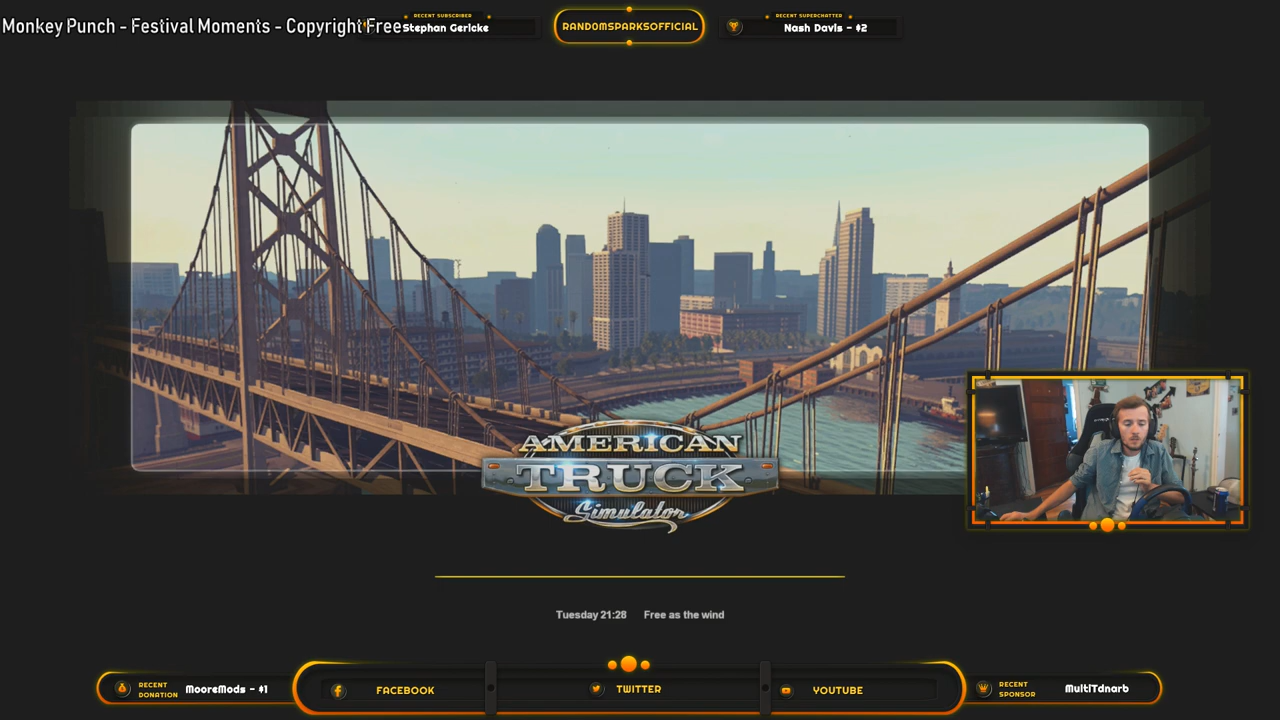 Monkey Punch - Festival Moments - Copyright Free
RECENT SUBSCRIBER
Stephan Gericke
RANDOMSPARKSOFFICIAL
RECENT SUPERCHATTER
Nash Davis - $2
AMERICAN
TRUCK
Simulator
Tuesday 21:28 Free as the wind
RECENT DONATION
MooreMods - $1
FACEBOOK
TWITTER
YOUTUBE
RECENT SPONSOR
MultiTdnarb